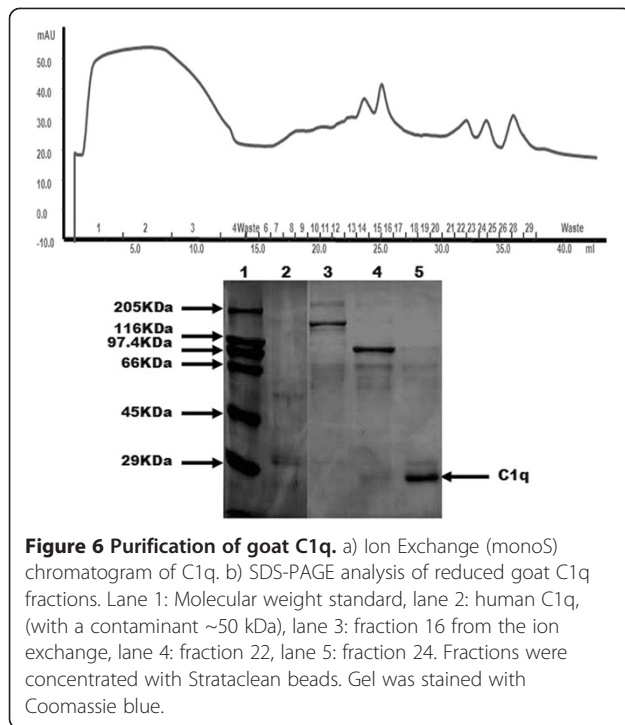 mAU
50.0
40.0
30.0
20.0
10.0
0.0
-10.0
1 2 3 4Waste 6 7 8 9 10 11 12 13 14 15 16 17 18 19 20 21 22 23 24 25 26 28 29 Waste
5.0 10.0 15.0 20.0 25.0 30.0 35.0 40.0 ml
1 2 3 4 5
205KDa
116KDa
97.4KDa
66KDa
45KDa
29KDa
C1q
Figure 6 Purification of goat C1q. a) Ion Exchange (monoS)
chromatogram of C1q. b) SDS-PAGE analysis of reduced goat C1q
fractions. Lane 1: Molecular weight standard, lane 2: human C1q,
(with a contaminant ~50 kDa), lane 3: fraction 16 from the ion
exchange, lane 4: fraction 22, lane 5: fraction 24. Fractions were
concentrated with Strataclean beads. Gel was stained with
Coomassie blue.